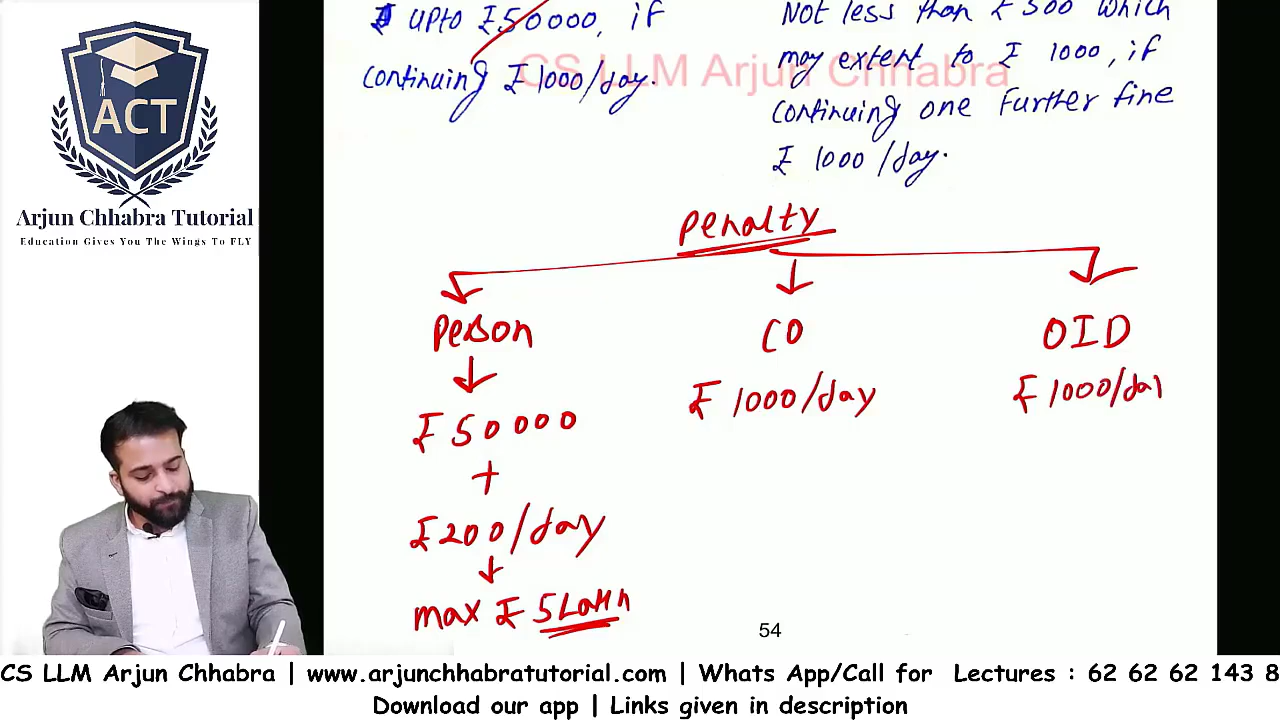 ACT
Arjun Chhabra Tutorial
Education Gives You The Wings To FLY
upto ₹50000, if
continuing ₹1000/day.
CS LLM Arjun Chhabra
Not less than ₹ 500 which
may extent to ₹ 1000, if
continuing one further fine
₹ 1000 /day.
Penalty
Person
CO
OID
₹ 1000/day
₹ 1000/day
₹50000
+
₹200/day
max ₹ 5 Lakh
54
CS LLM Arjun Chhabra | www.arjunchhabratutorial.com | Whats App/Call for Lectures : 62 62 62 143 8
Download our app | Links given in description